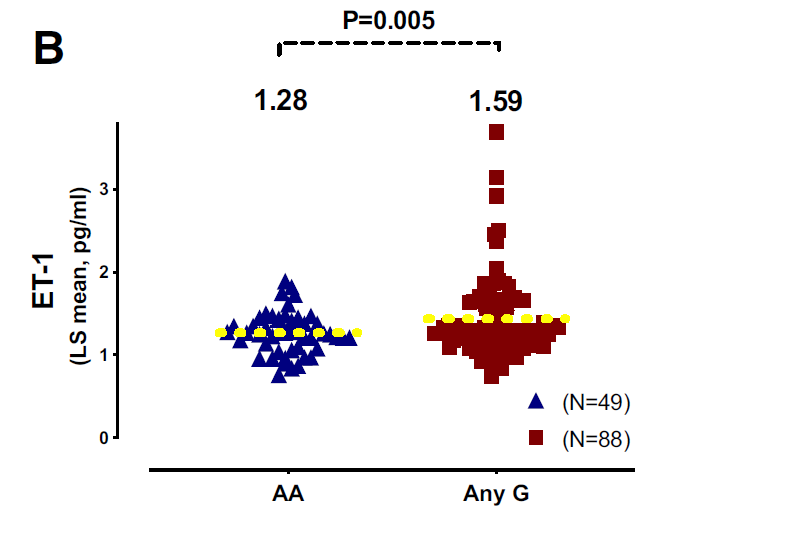 B
P=0.005
1.28
1.59
ET-1
(LS mean, pg/ml)
3
2
1
0
(N=49)
(N=88)
AA
Any G